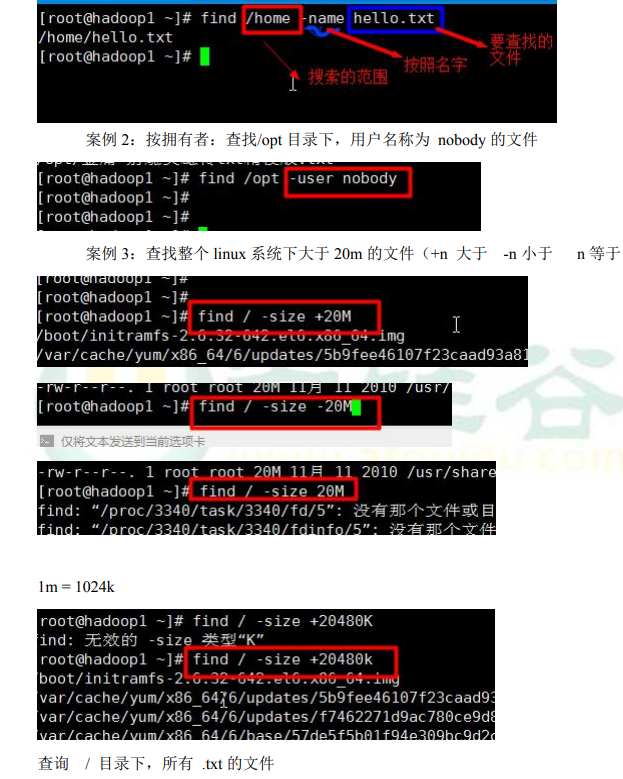 [root@hadoop1 ~]# find /home -name hello.txt
/home/hello.txt
[root@hadoop1 ~]#
要查找的
文件
按照名字
搜索的范围
案例 2：按拥有者：查找/opt 目录下，用户名称为 nobody 的文件
[root@hadoop1 ~]# find /opt -user nobody
[root@hadoop1 ~]#
[root@hadoop1 ~]#
案例 3：查找整个 linux 系统下大于 20m 的文件（+n 大于 -n 小于 n 等于
[root@hadoop1 ~]#
[root@hadoop1 ~]#
[root@hadoop1 ~]# find / -size +20M
/boot/initramfs-2.6.32-642.el6.x86_64.img
/var/cache/yum/x86_64/6/updates/5b9fee46107f23caad93a81
-rw-r--r--. 1 root root 20M 11月 11 2010 /usr/
[root@hadoop1 ~]# find / -size -20M
仅将文本发送到当前选项卡
-rw-r--r--. 1 root root 20M 11月 11 2010 /usr/share
[root@hadoop1 ~]# find / -size 20M
find: “/proc/3340/task/3340/fd/5”: 没有那个文件或目
find: “/proc/3340/task/3340/fdinfo/5”: 没有那个文件
1m = 1024k
[root@hadoop1 ~]# find / -size +20480K
find: 无效的 -size 类型“K”
[root@hadoop1 ~]# find / -size +20480k
/boot/initramfs-2.6.32-642.el6.x86_64.img
/var/cache/yum/x86_64/6/updates/5b9fee46107f23caad93
/var/cache/yum/x86_64/6/updates/f7462271d9ac780ce9d8
/var/cache/yum/x86_64/6/base/57de5f5b01f94e309bc9d2c
查询 / 目录下，所有 .txt 的文件